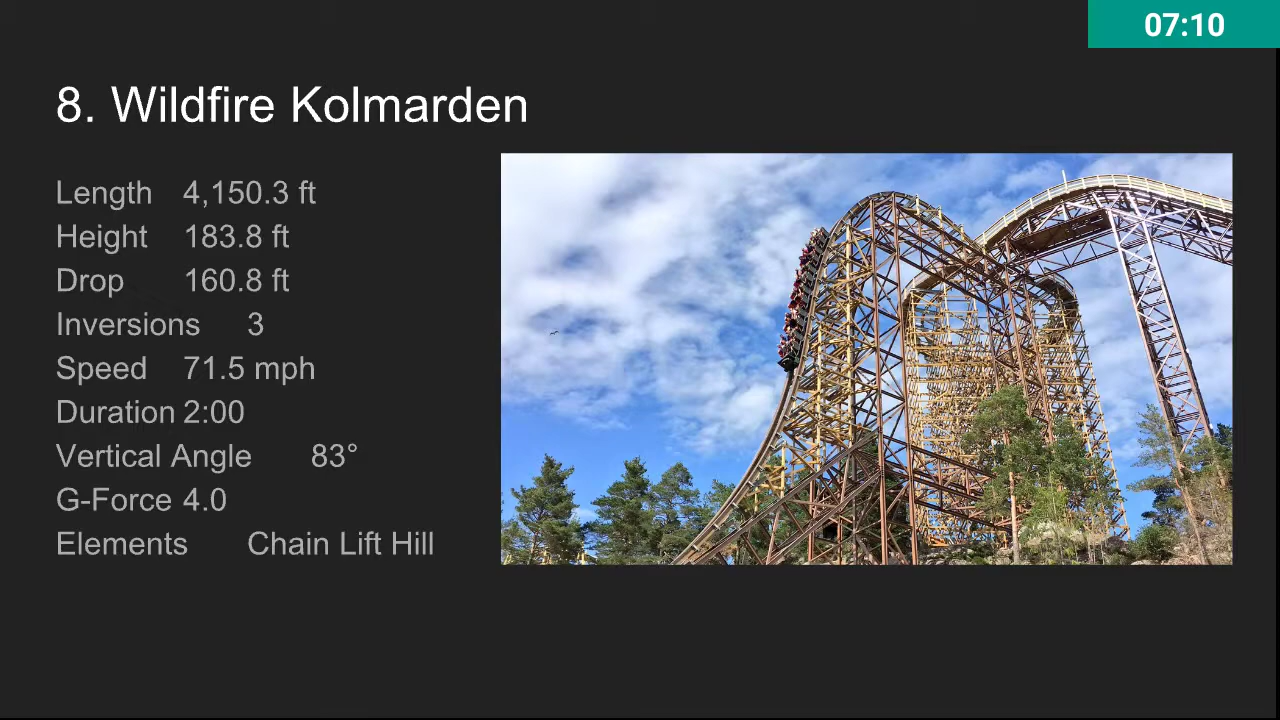 07:10
8. Wildfire Kolmarden
Length 4,150.3 ft
Height 183.8 ft
Drop 160.8 ft
Inversions 3
Speed 71.5 mph
Duration 2:00
Vertical Angle 83°
G-Force 4.0
Elements Chain Lift Hill